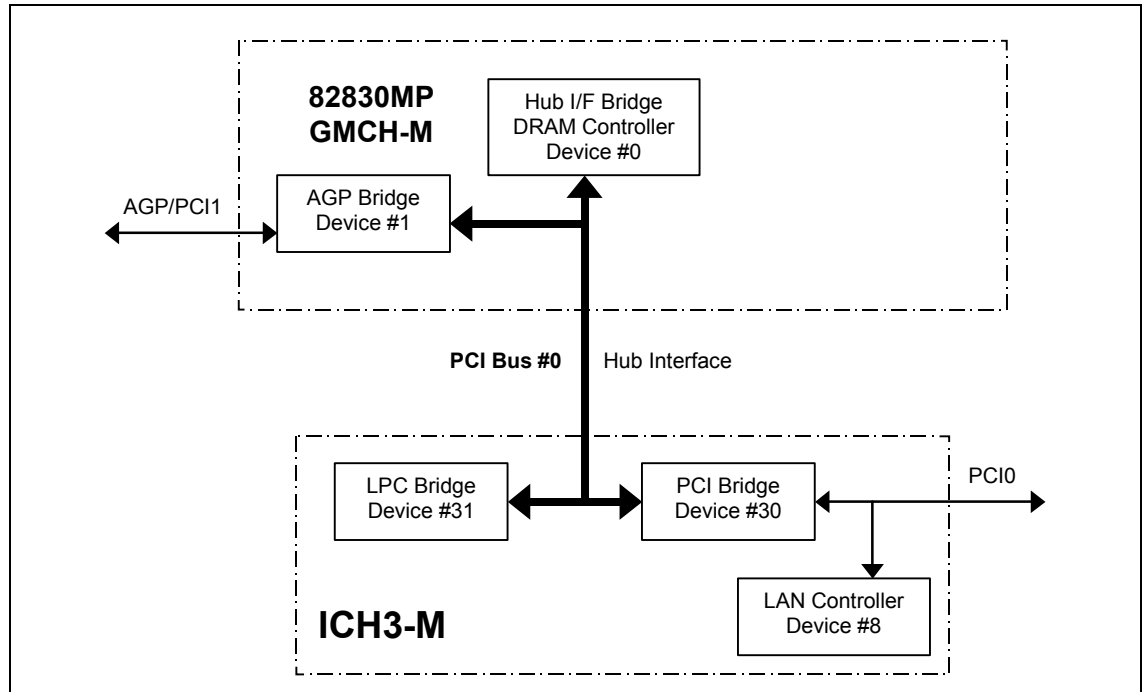 82830MP
GMCH-M
Hub I/F Bridge
DRAM Controller
Device #0
AGP/PCI1
AGP Bridge
Device #1
PCI Bus #0
Hub Interface
LPC Bridge
Device #31
PCI Bridge
Device #30
PCI0
LAN Controller
Device #8
ICH3-M